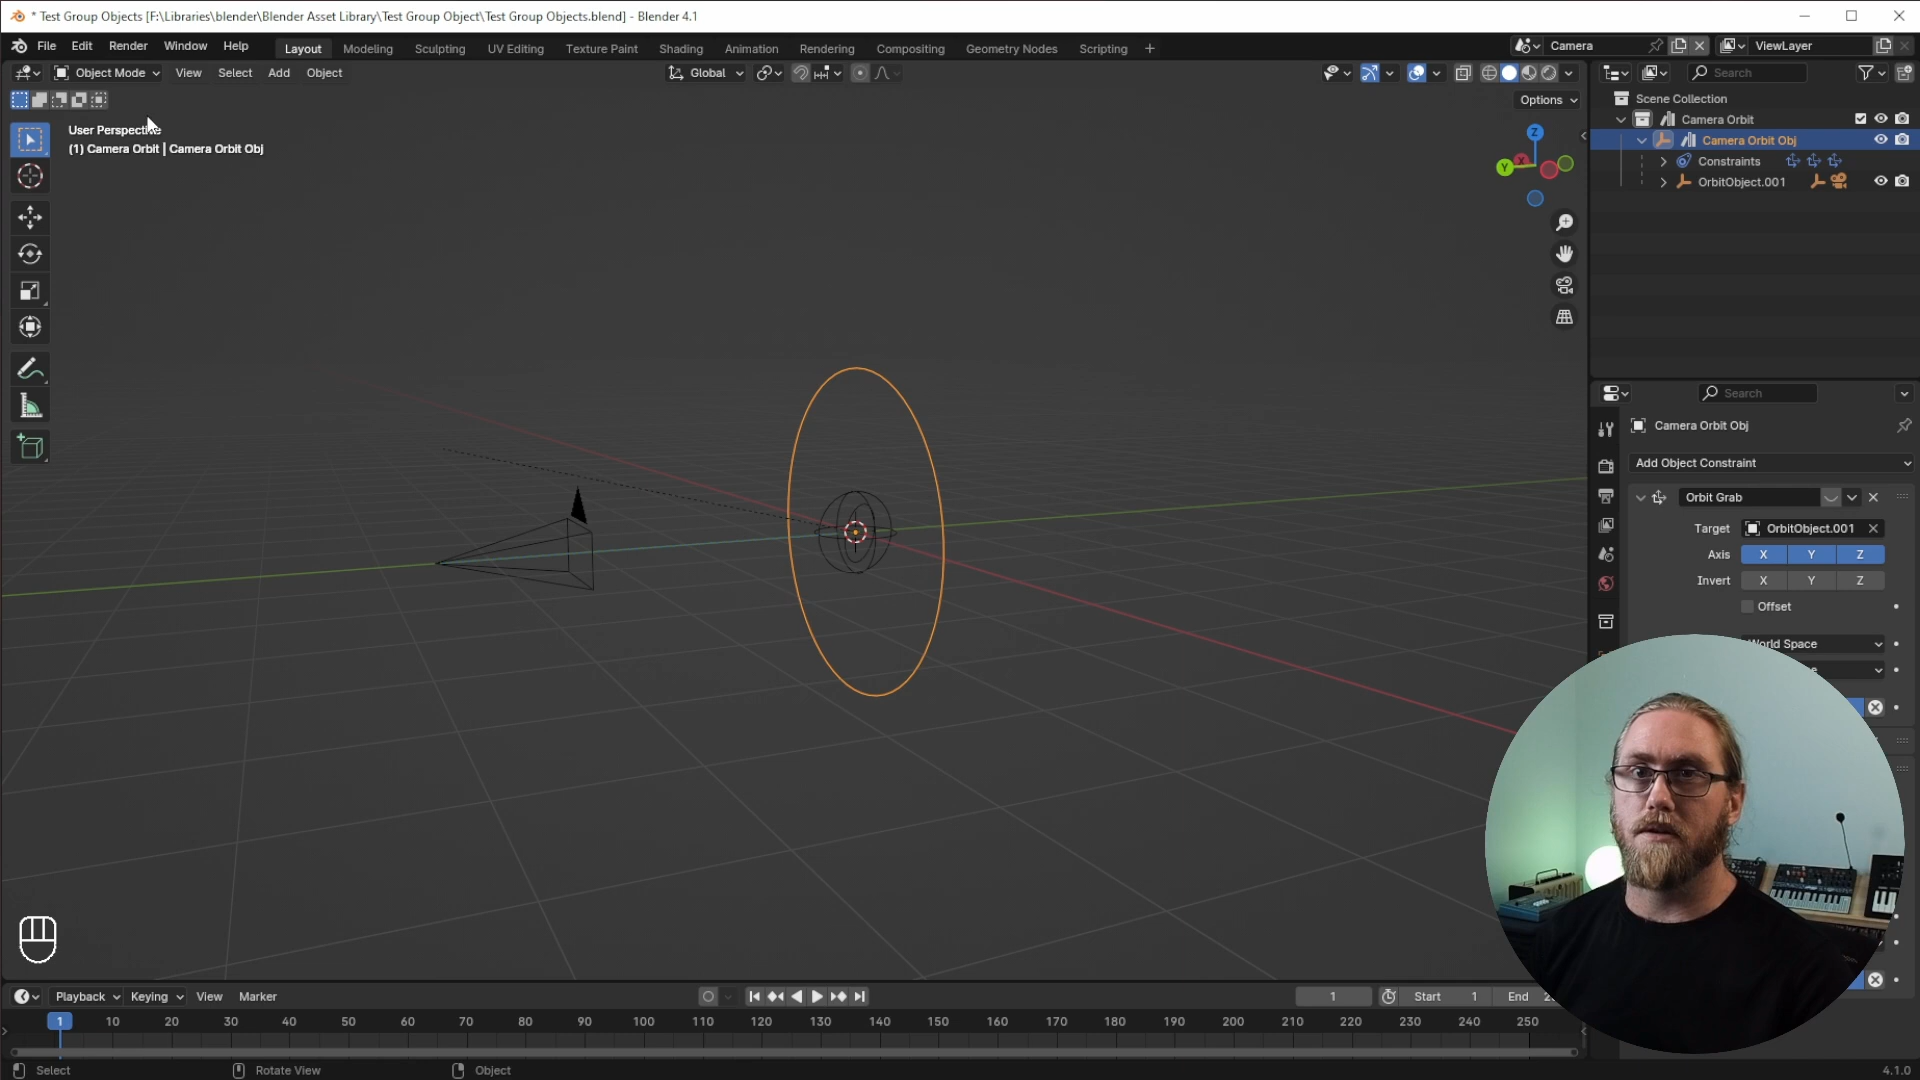 * Test Group Objects [F:\Libraries\blender\Blender Asset Library\Test Group Object\Test Group Objects.blend] - Blender 4.1
File Edit Render Window Help Layout Modeling Sculpting UV Editing Texture Paint Shading Animation Rendering Compositing Geometry Nodes Scripting + Camera ViewLayer
Object Mode View Select Add Object Global Search
Options
User Perspective
(1) Camera Orbit | Camera Orbit Obj
Z
Y X
Scene Collection
Camera Orbit
Camera Orbit Obj
Constraints
OrbitObject.001
Search
Camera Orbit Obj
Add Object Constraint
Orbit Grab
Target OrbitObject.001
Axis X Y Z
Invert X Y Z
Offset
World Space
Playback Keying View Marker 1 Start 1 End
1 10 20 30 40 50 60 70 80 90 100 110 120 130 140 150 160 170 180 190 200 210 220 230 240 250
Select Rotate View Object 4.1.0